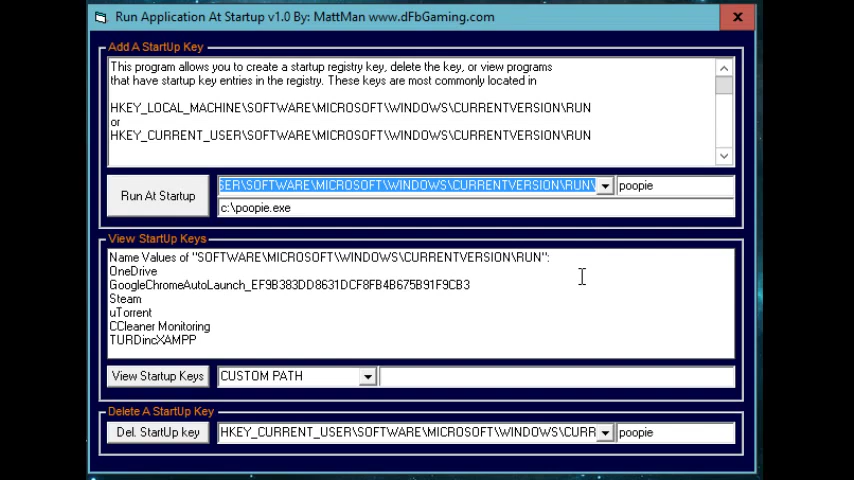 Run Application At Startup v1.0 By: MattMan www.dFbGaming.com
Add A StartUp Key
This program allows you to create a startup registry key, delete the key, or view programs
that have startup key entries in the registry. These keys are most commonly located in
HKEY_LOCAL_MACHINE\SOFTWARE\MICROSOFT\WINDOWS\CURRENTVERSION\RUN
or
HKEY_CURRENT_USER\SOFTWARE\MICROSOFT\WINDOWS\CURRENTVERSION\RUN
Run At Startup
SER\SOFTWARE\MICROSOFT\WINDOWS\CURRENTVERSION\RUN\
poopie
c:\poopie.exe
View StartUp Keys
Name Values of "SOFTWARE\MICROSOFT\WINDOWS\CURRENTVERSION\RUN":
OneDrive
GoogleChromeAutoLaunch_EF9B383DD8631DCF8FB4B675B91F9CB3
Steam
uTorrent
CCleaner Monitoring
TURDincXAMPP
View Startup Keys
CUSTOM PATH
Delete A StartUp Key
Del. StartUp key
HKEY_CURRENT_USER\SOFTWARE\MICROSOFT\WINDOWS\CURR
poopie